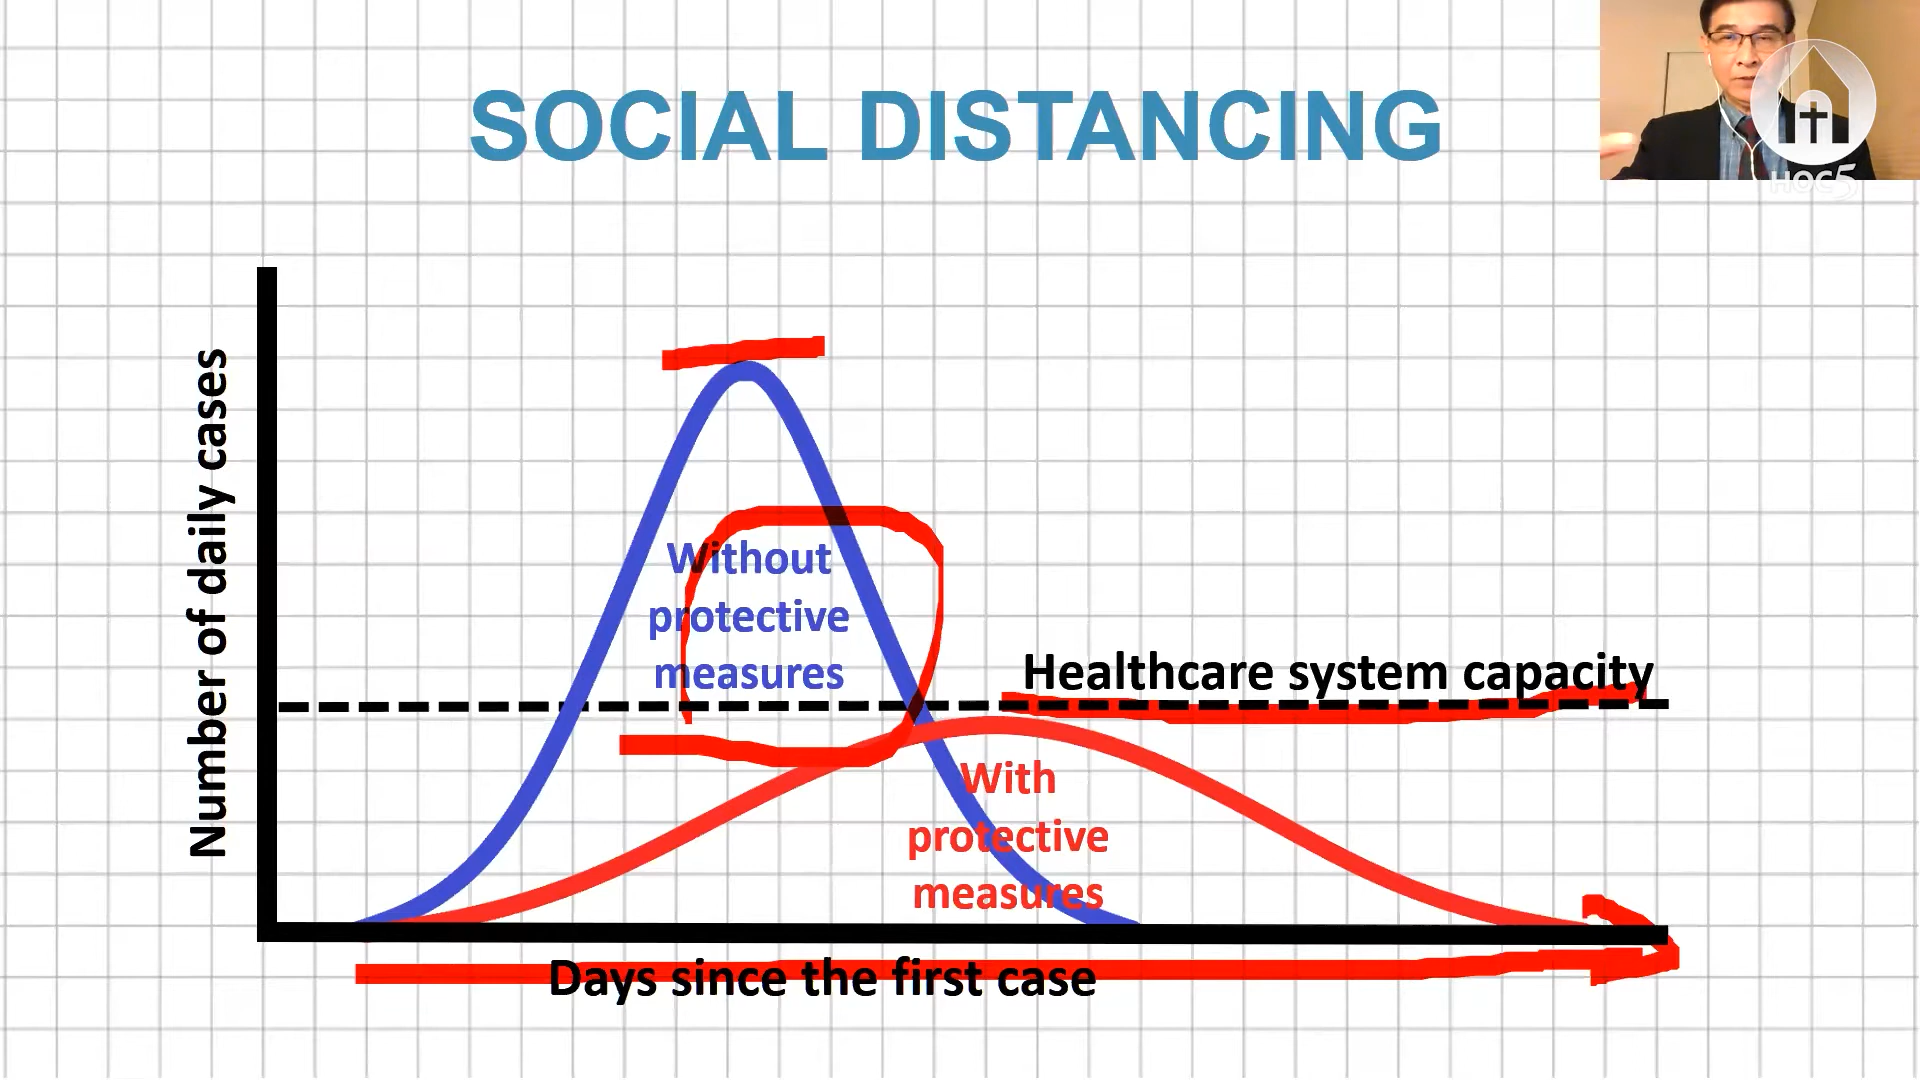 SOCIAL DISTANCING
HOC5
Number of daily cases
Without
protective
measures
Healthcare system capacity
With
protective
measures
Days since the first case